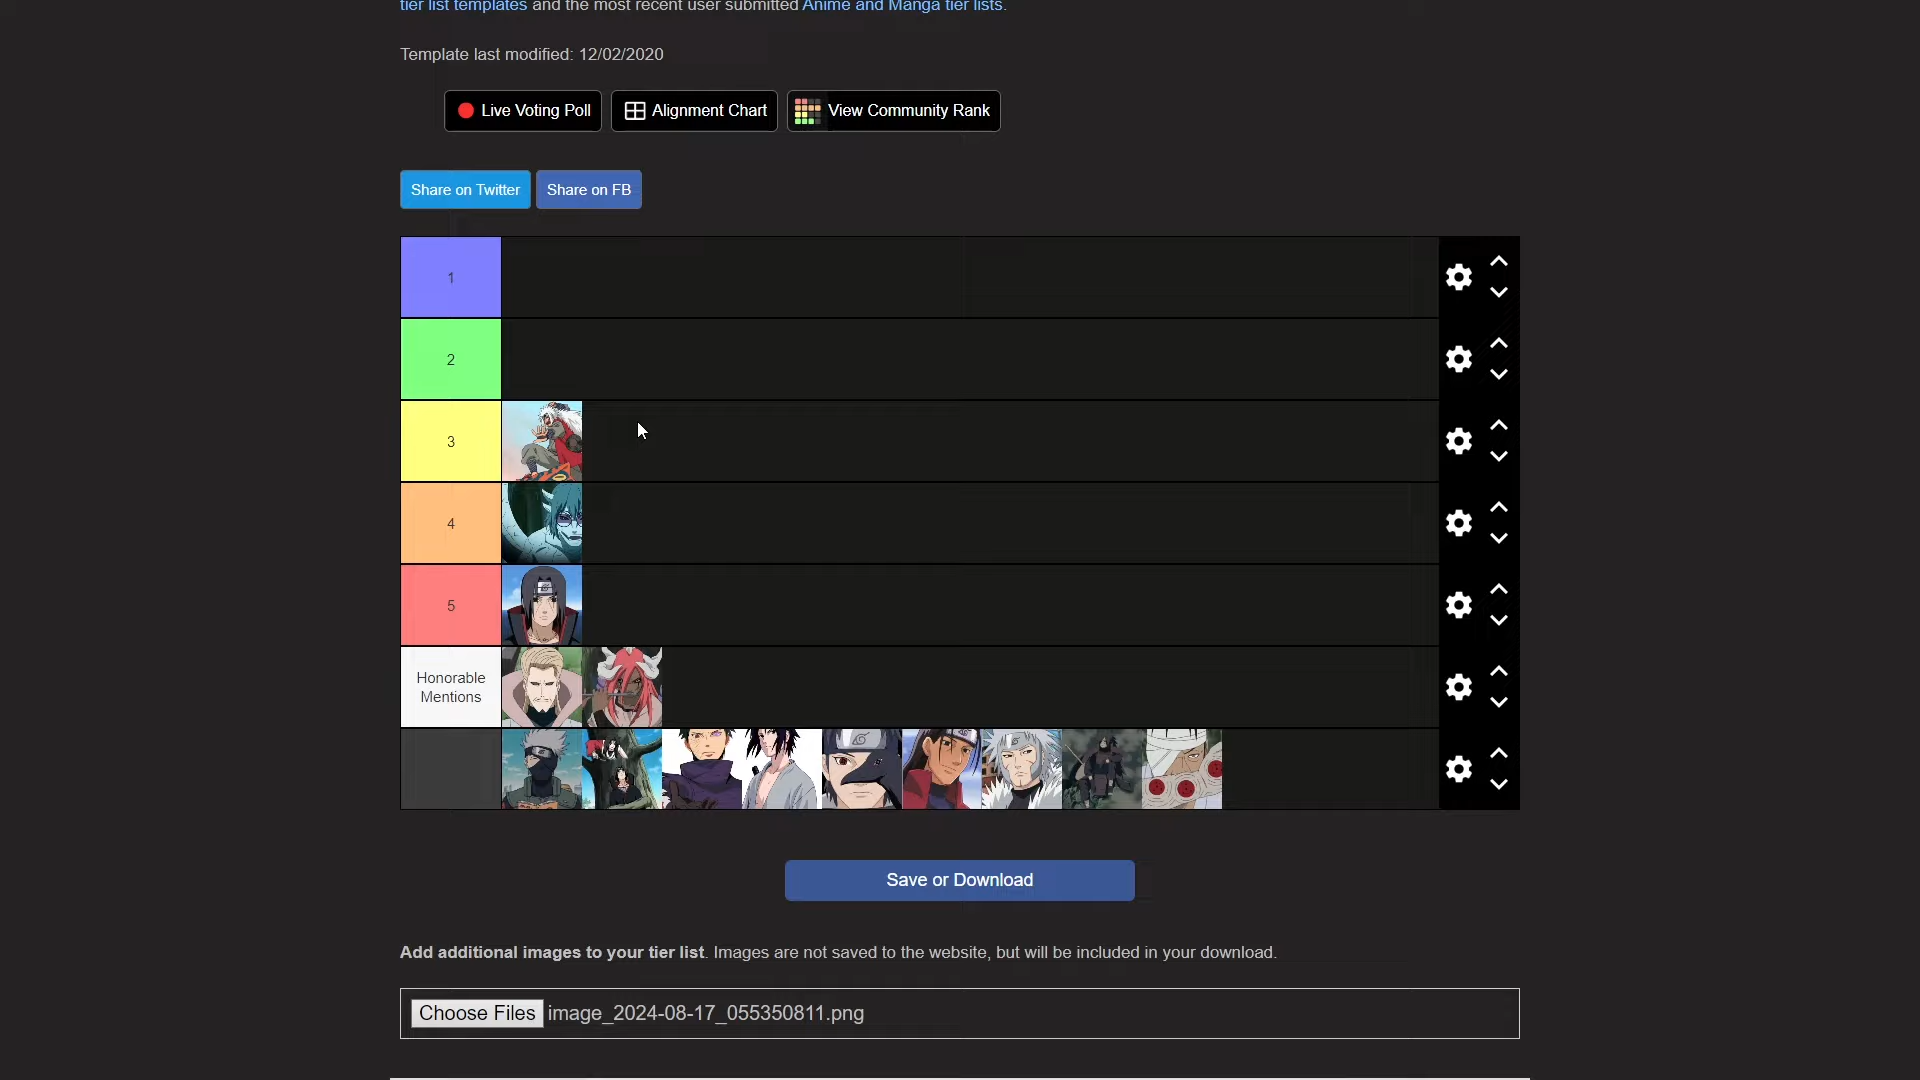 tier list templates and the most recent user submitted Anime and Manga tier lists.
Template last modified: 12/02/2020
Live Voting Poll
Alignment Chart
View Community Rank
Share on Twitter
Share on FB
1
2
3
4
5
Honorable
Mentions
Save or Download
Add additional images to your tier list. Images are not saved to the website, but will be included in your download.
Choose Files image_2024-08-17_055350811.png